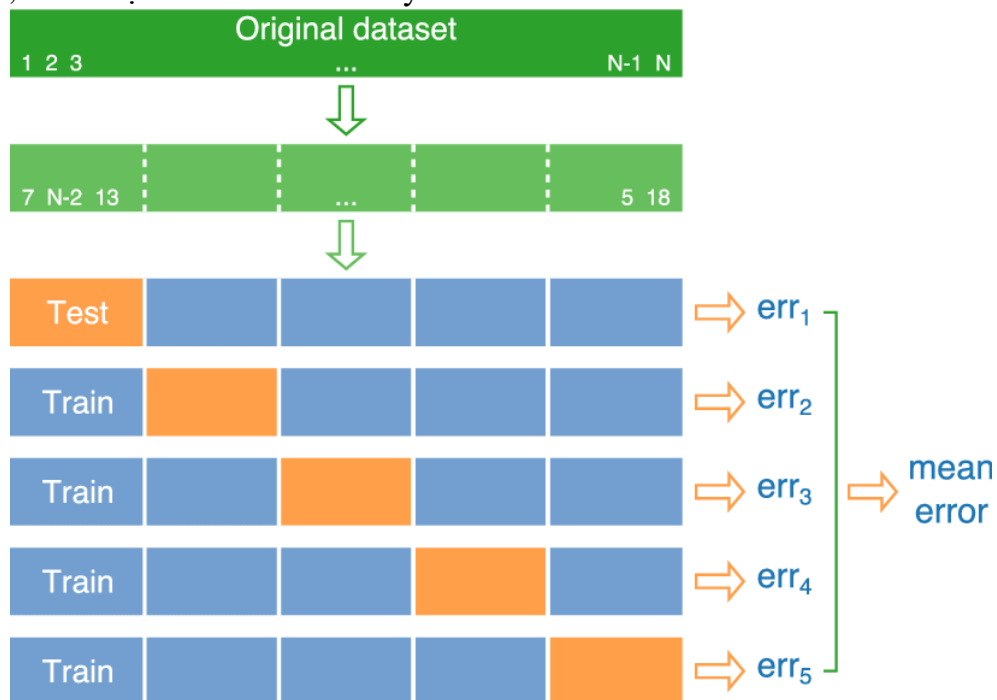 Original dataset
1 2 3 ... N-1 N
7 N-2 13 ... 5 18
Test
err₁
Train
err₂
Train
err₃
mean
error
Train
err₄
Train
err₅